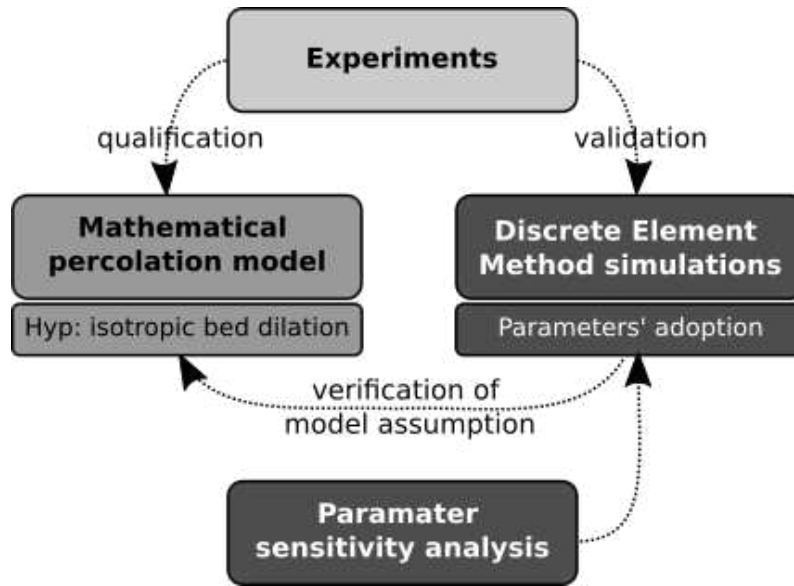 Experiments
qualification
validation
Mathematical
percolation model
Discrete Element
Method simulations
Hyp: isotropic bed dilation
Parameters' adoption
verification of
model assumption
Paramater
sensitivity analysis